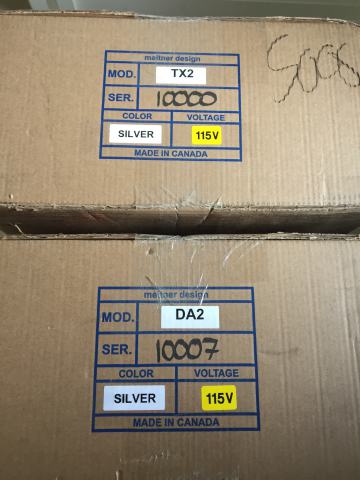 meitner design
MOD. TX2
SER. 10000
COLOR VOLTAGE
SILVER 115V
MADE IN CANADA
meitner design
MOD. DA2
SER. 10007
COLOR VOLTAGE
SILVER 115V
MADE IN CANADA